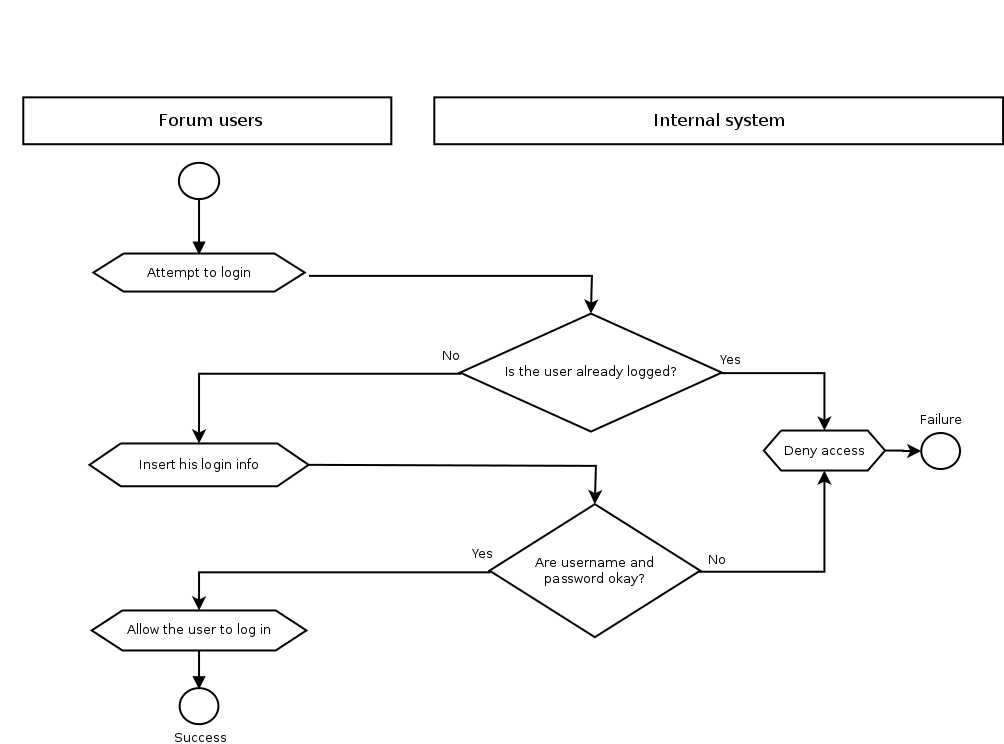 Forum users
Internal system
Attempt to login
No
Yes
Is the user already logged?
Failure
Deny access
Insert his login info
Yes
No
Are username and
password okay?
Allow the user to log in
Success